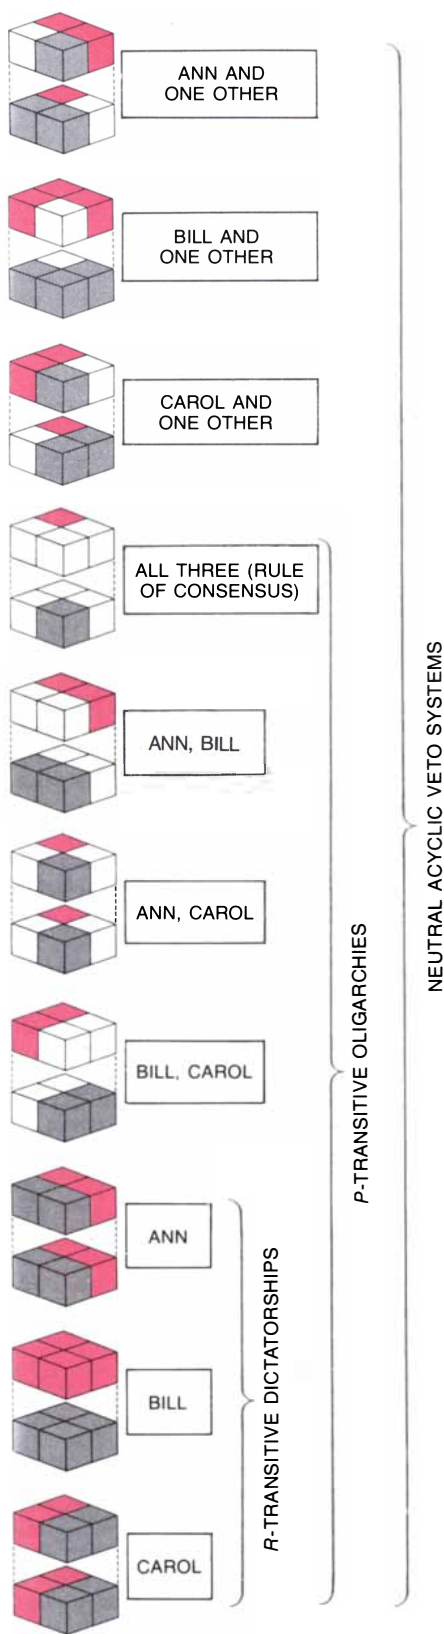 ANN AND
ONE OTHER
BILL AND
ONE OTHER
CAROL AND
ONE OTHER
ALL THREE (RULE
OF CONSENSUS)
ANN, BILL
ANN, CAROL
BILL, CAROL
ANN
BILL
CAROL
R-TRANSITIVE DICTATORSHIPS
P-TRANSITIVE OLIGARCHIES
NEUTRAL ACYCLIC VETO SYSTEMS